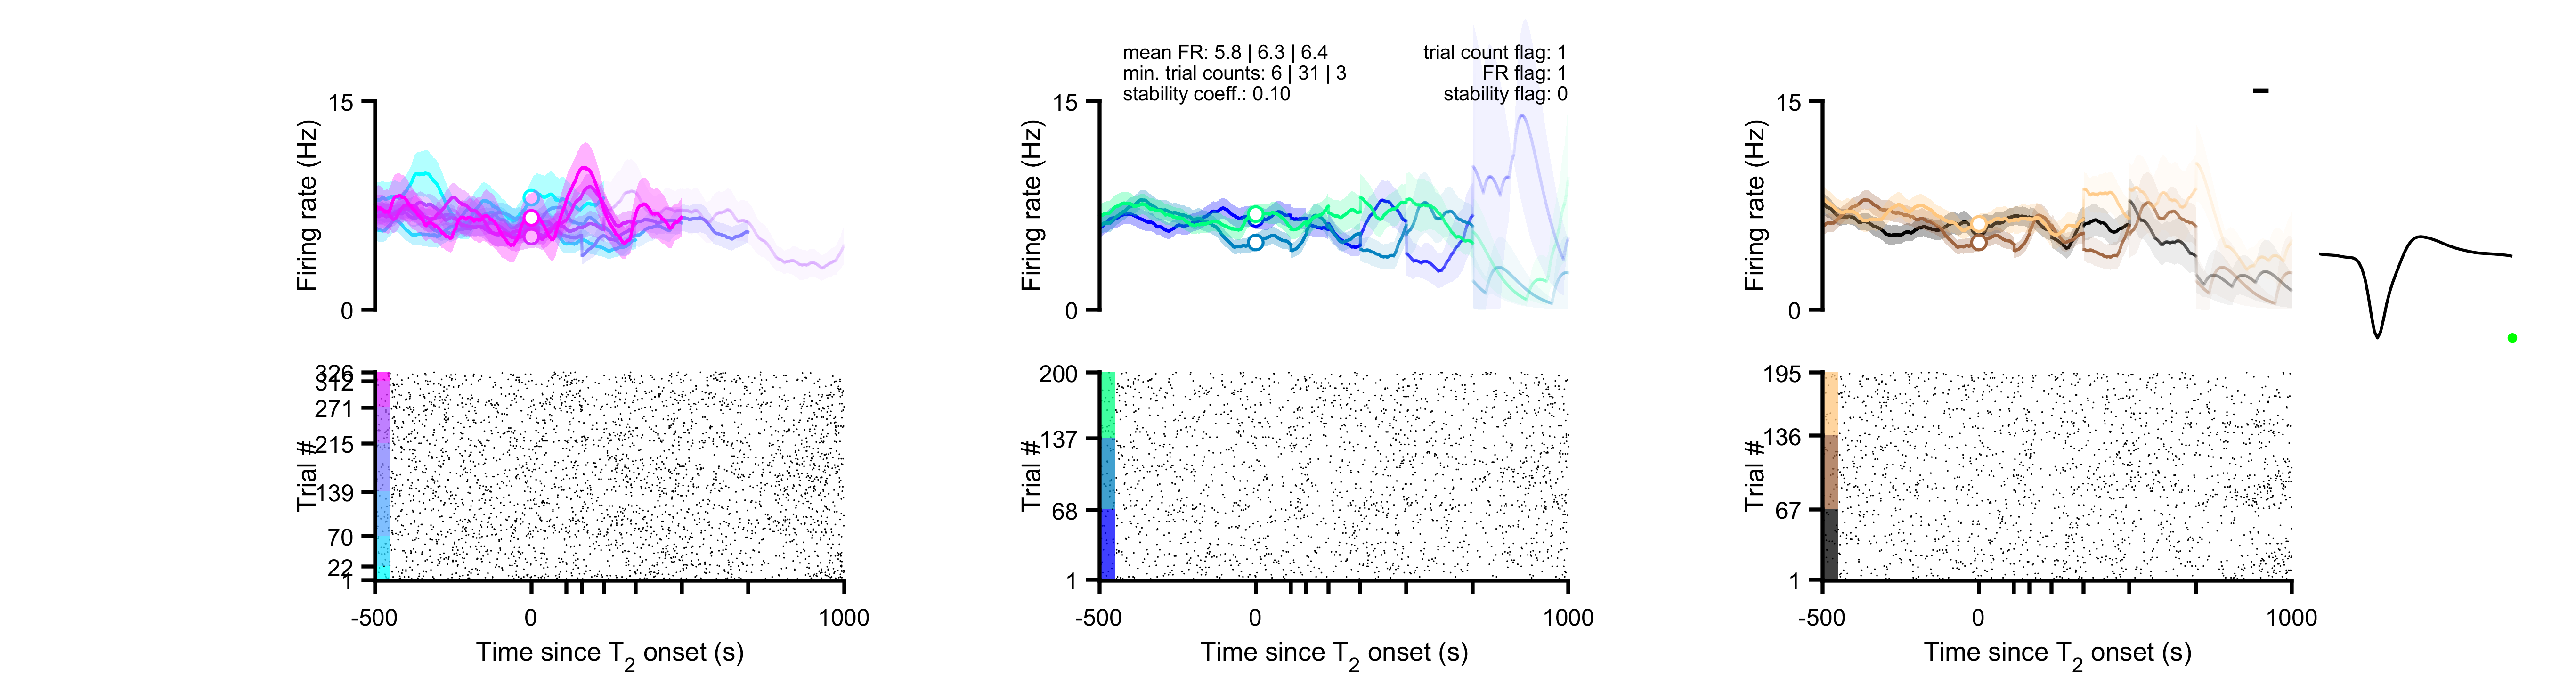 mean FR: 5.8 | 6.3 | 6.4
min. trial counts: 6 | 31 | 3
stability coeff.: 0.10
trial count flag: 1
FR flag: 1
stability flag: 0
15
Firing rate (Hz)
0
15
Firing rate (Hz)
0
15
Firing rate (Hz)
0
326
312
271
215
139
70
22
1
Trial #
-500
0
1000
Time since T2 onset (s)
200
137
68
1
Trial #
-500
0
1000
Time since T2 onset (s)
195
136
67
1
Trial #
-500
0
1000
Time since T2 onset (s)